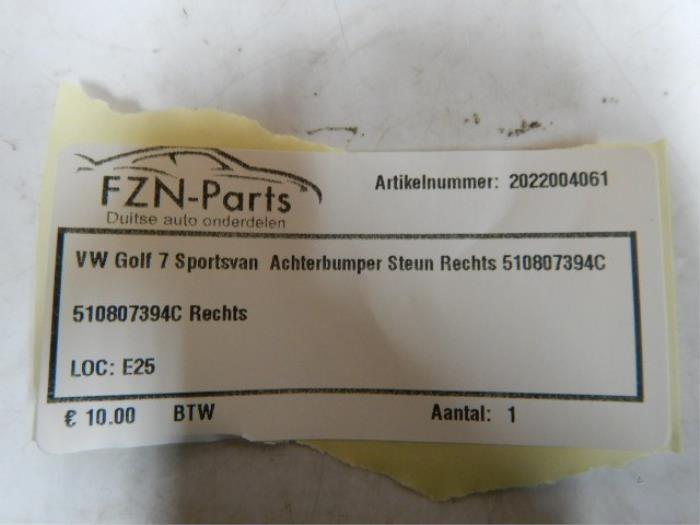 FZN-Parts
Duitse auto onderdelen
Artikelnummer: 2022004061
VW Golf 7 Sportsvan Achterbumper Steun Rechts 510807394C
510807394C Rechts
LOC: E25
€ 10.00 BTW Aantal: 1